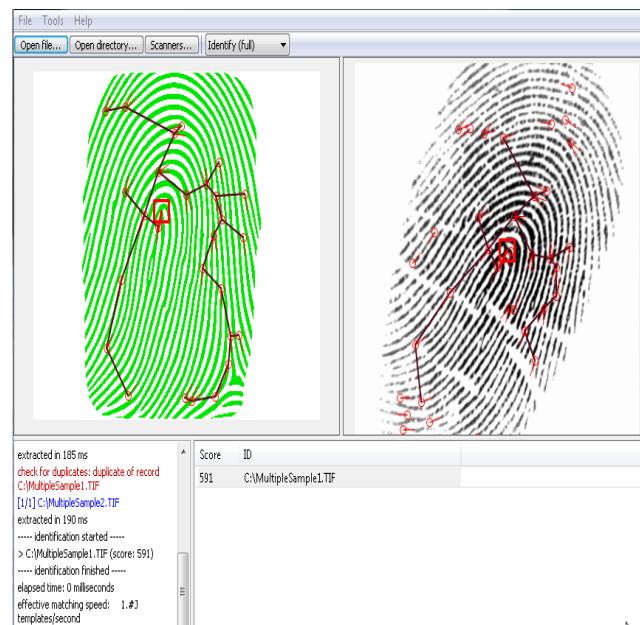 File Tools Help
Open file... Open directory... Scanners... Identify (full)
extracted in 185 ms
check for duplicates: duplicate of record
C:\MultipleSample1.TIF
[1/1] C:\MultipleSample2.TIF
extracted in 190 ms
----- identification started -----
> C:\MultipleSample1.TIF (score: 591)
----- identification finished -----
elapsed time: 0 milliseconds
effective matching speed: 1.#J
templates/second
Score ID
591 C:\MultipleSample1.TIF